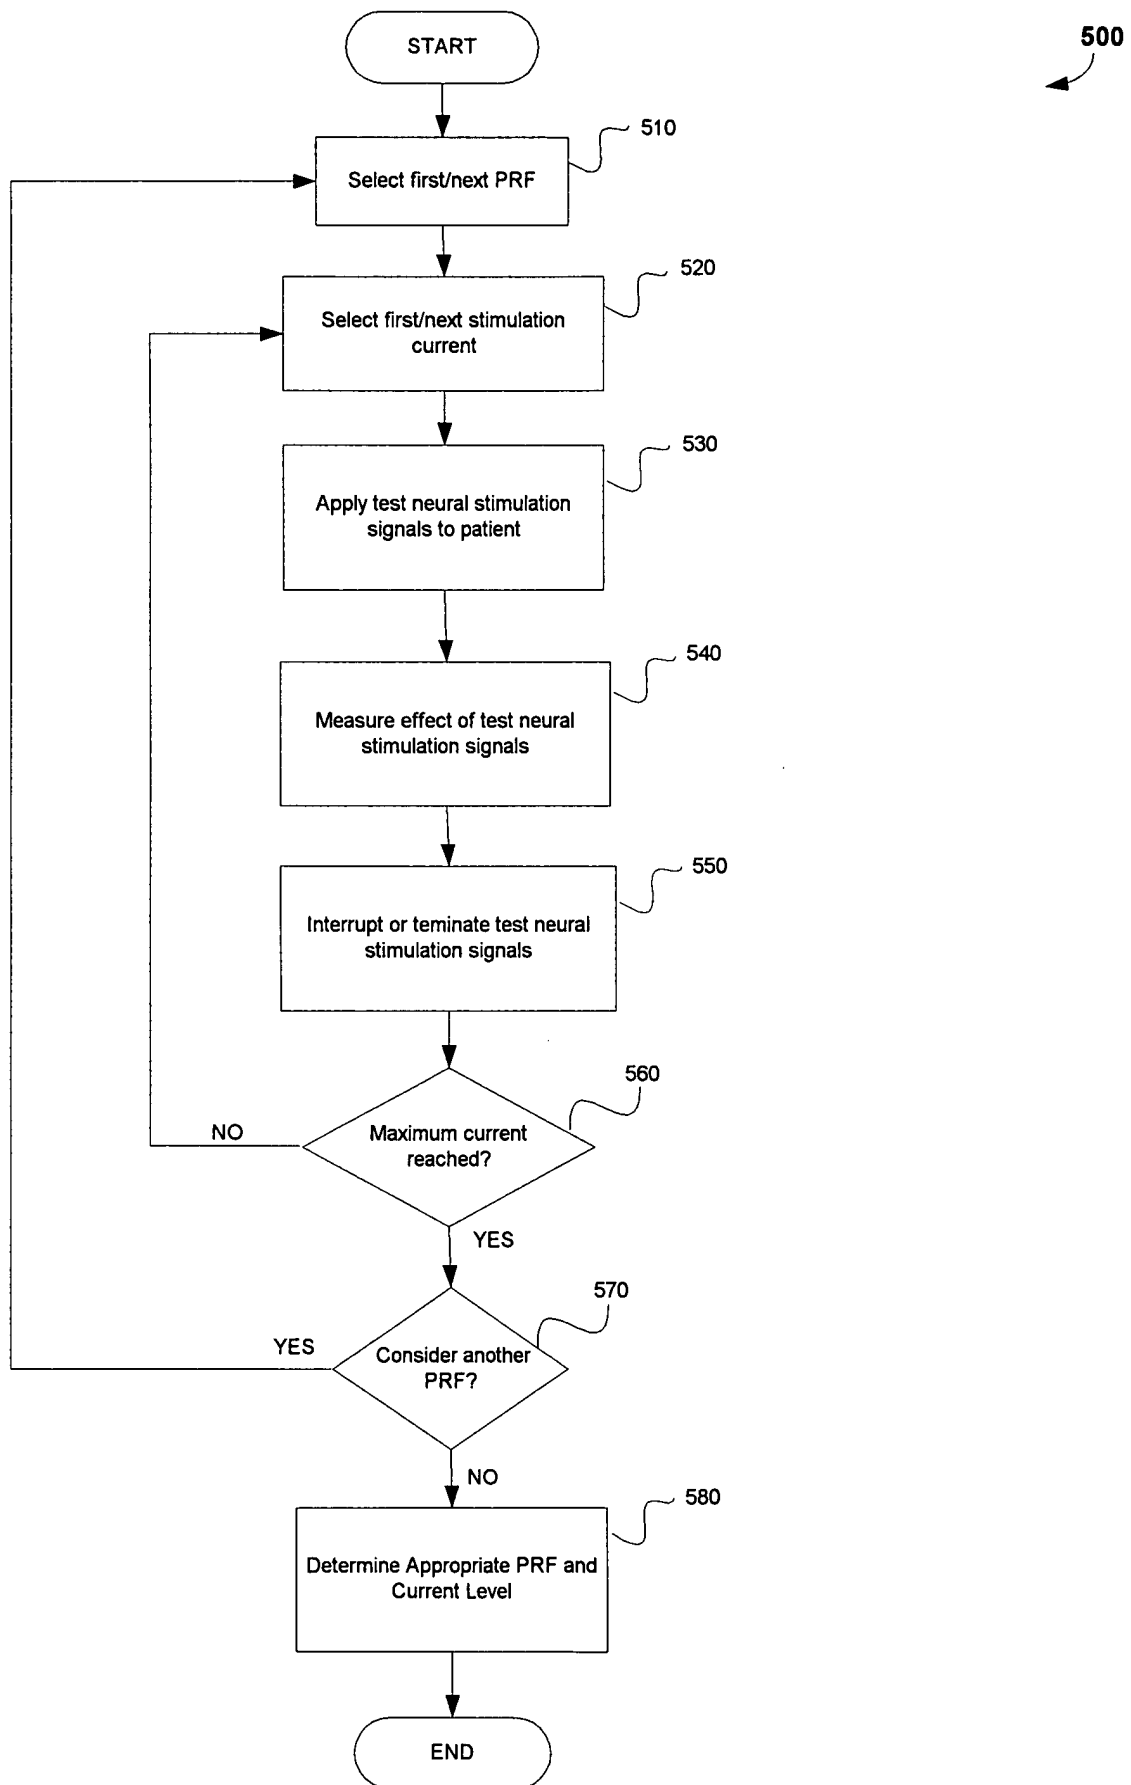 500
START
510
Select first/next PRF
520
Select first/next stimulation
current
530
Apply test neural stimulation
signals to patient
540
Measure effect of test neural
stimulation signals
550
Interrupt or teminate test neural
stimulation signals
560
Maximum current
reached?
NO
YES
570
Consider another
PRF?
YES
NO
580
Determine Appropriate PRF and
Current Level
END